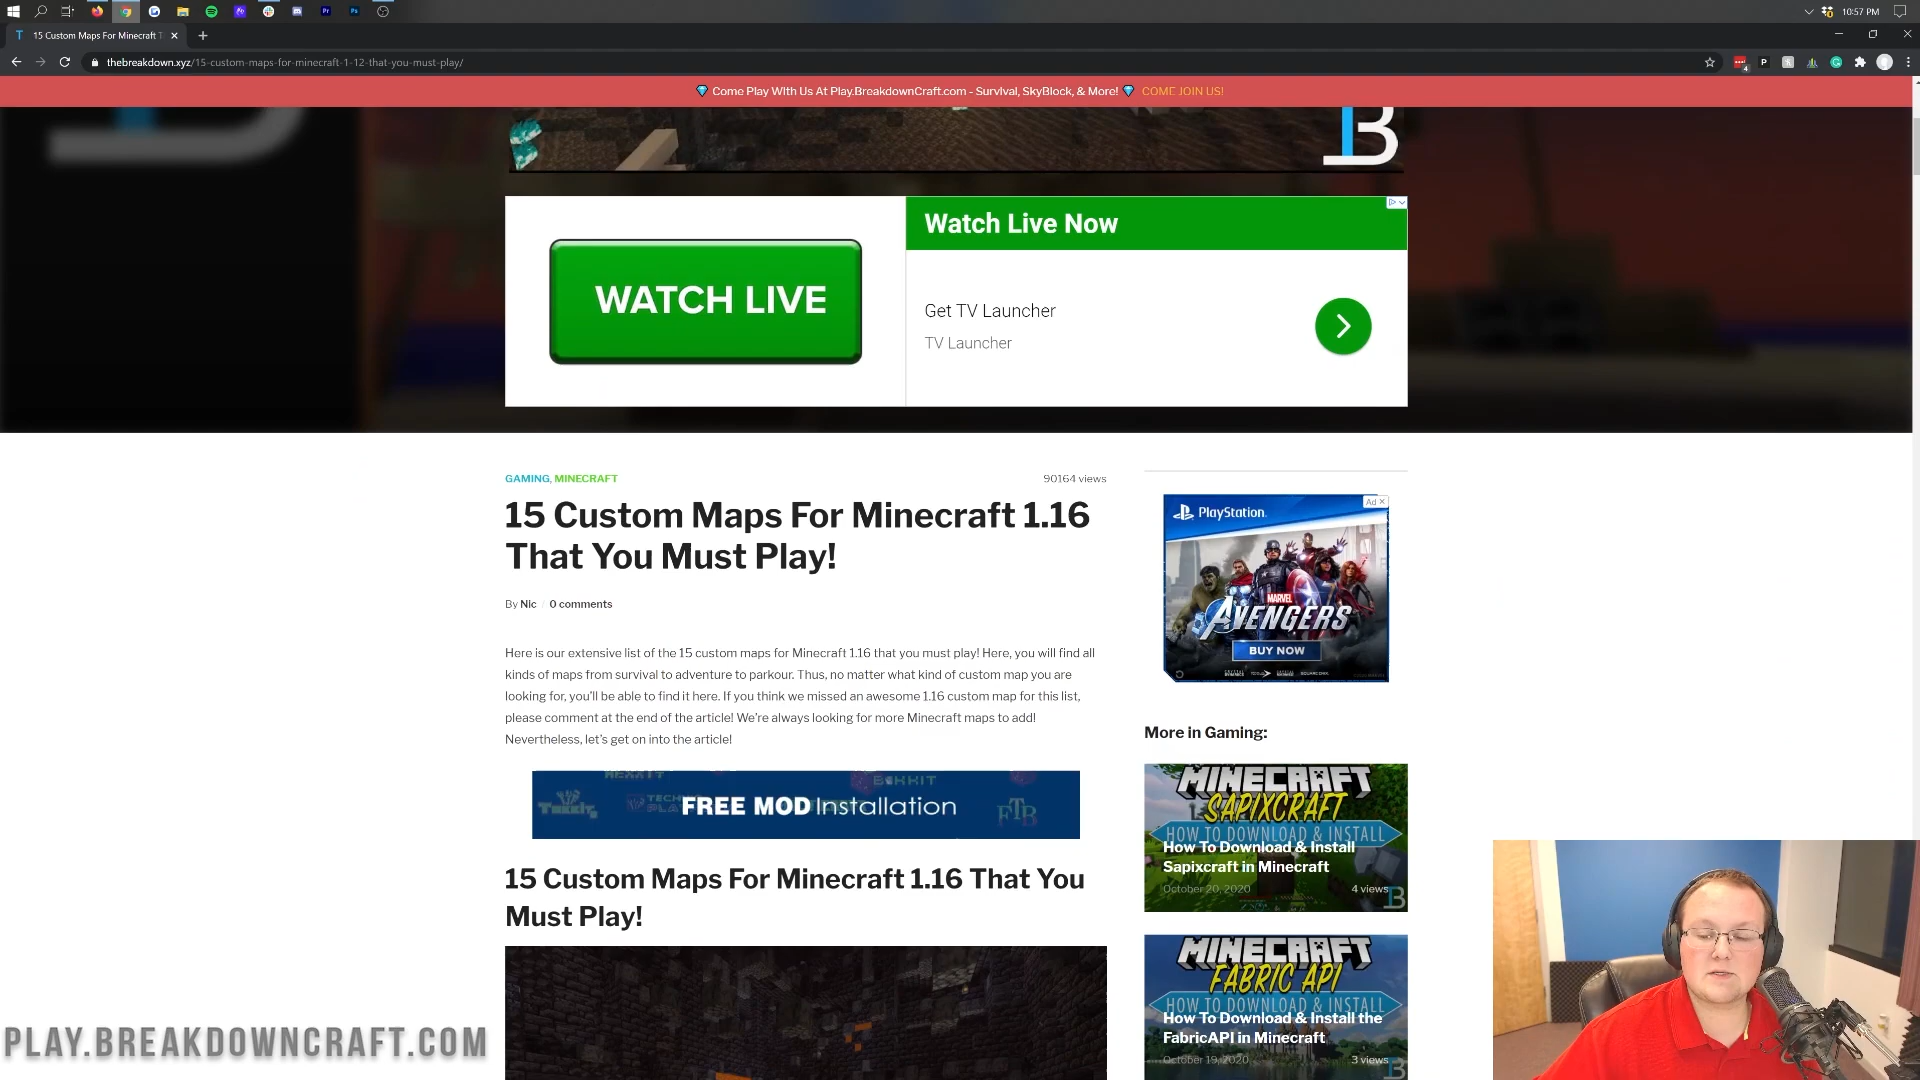 10:57 PM
15 Custom Maps For Minecraft
thebreakdown.xyz/15-custom-maps-for-minecraft-1-12-that-you-must-play/
Come Play With Us At Play.BreakdownCraft.com - Survival, SkyBlock, & More! COME JOIN US!
WATCH LIVE
Watch Live Now
Get TV Launcher
TV Launcher
GAMING, MINECRAFT
90164 views
15 Custom Maps For Minecraft 1.16
That You Must Play!
By Nic / 0 comments
Here is our extensive list of the 15 custom maps for Minecraft 1.16 that you must play! Here, you will find all
kinds of maps from survival to adventure to parkour. Thus, no matter what kind of custom map you are
looking for, you'll be able to find it here. If you think we missed an awesome 1.16 custom map for this list,
please comment at the end of the article! We're always looking for more Minecraft maps to add!
Nevertheless, let's get on into the article!
FREE MOD Installation
FTB
15 Custom Maps For Minecraft 1.16 That You
Must Play!
Ad
PlayStation
MARVEL
AVENGERS
BUY NOW
More in Gaming:
MINECRAFT
SAPIXCRAFT
HOW TO DOWNLOAD & INSTALL
How To Download & Install
Sapixcraft in Minecraft
October 20, 2020
4 views
MINECRAFT
FABRIC API
HOW TO DOWNLOAD & INSTALL
How To Download & Install the
FabricAPI in Minecraft
October 19, 2020
3 views
PLAY.BREAKDOWNCRAFT.COM